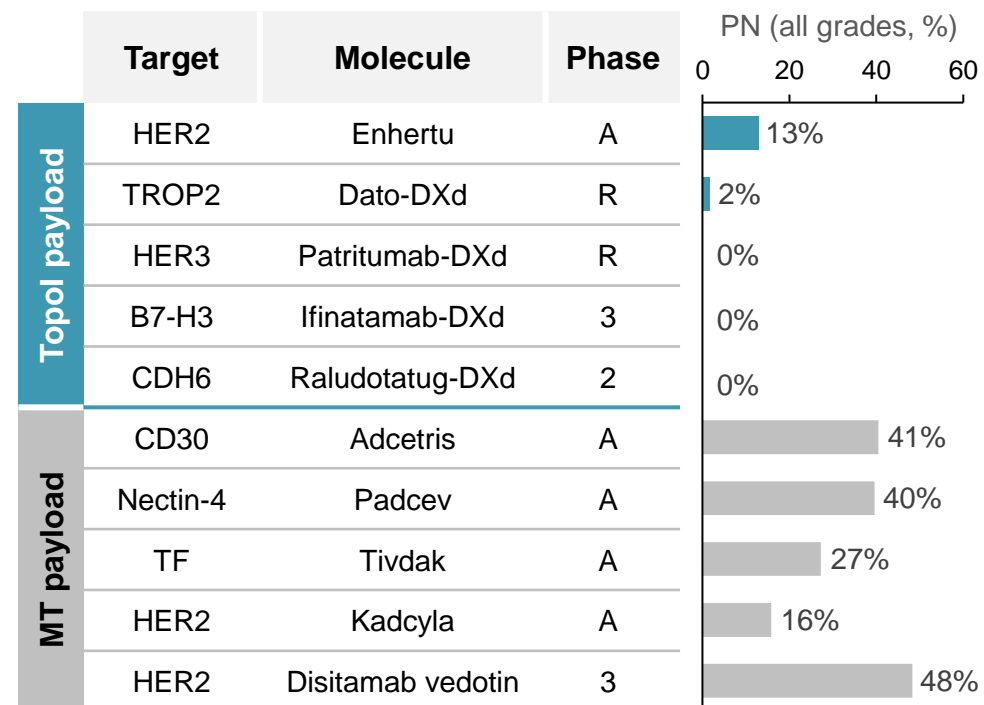 PN (all grades, %)
Target Molecule Phase 0 20 40 60
TopoI payload
HER2 Enhertu A 13%
TROP2 Dato-DXd R 2%
HER3 Patritumab-DXd R 0%
B7-H3 Ifinatamab-DXd 3 0%
CDH6 Raludotatug-DXd 2 0%
MT payload
CD30 Adcetris A 41%
Nectin-4 Padcev A 40%
TF Tivdak A 27%
HER2 Kadcyla A 16%
HER2 Disitamab vedotin 3 48%